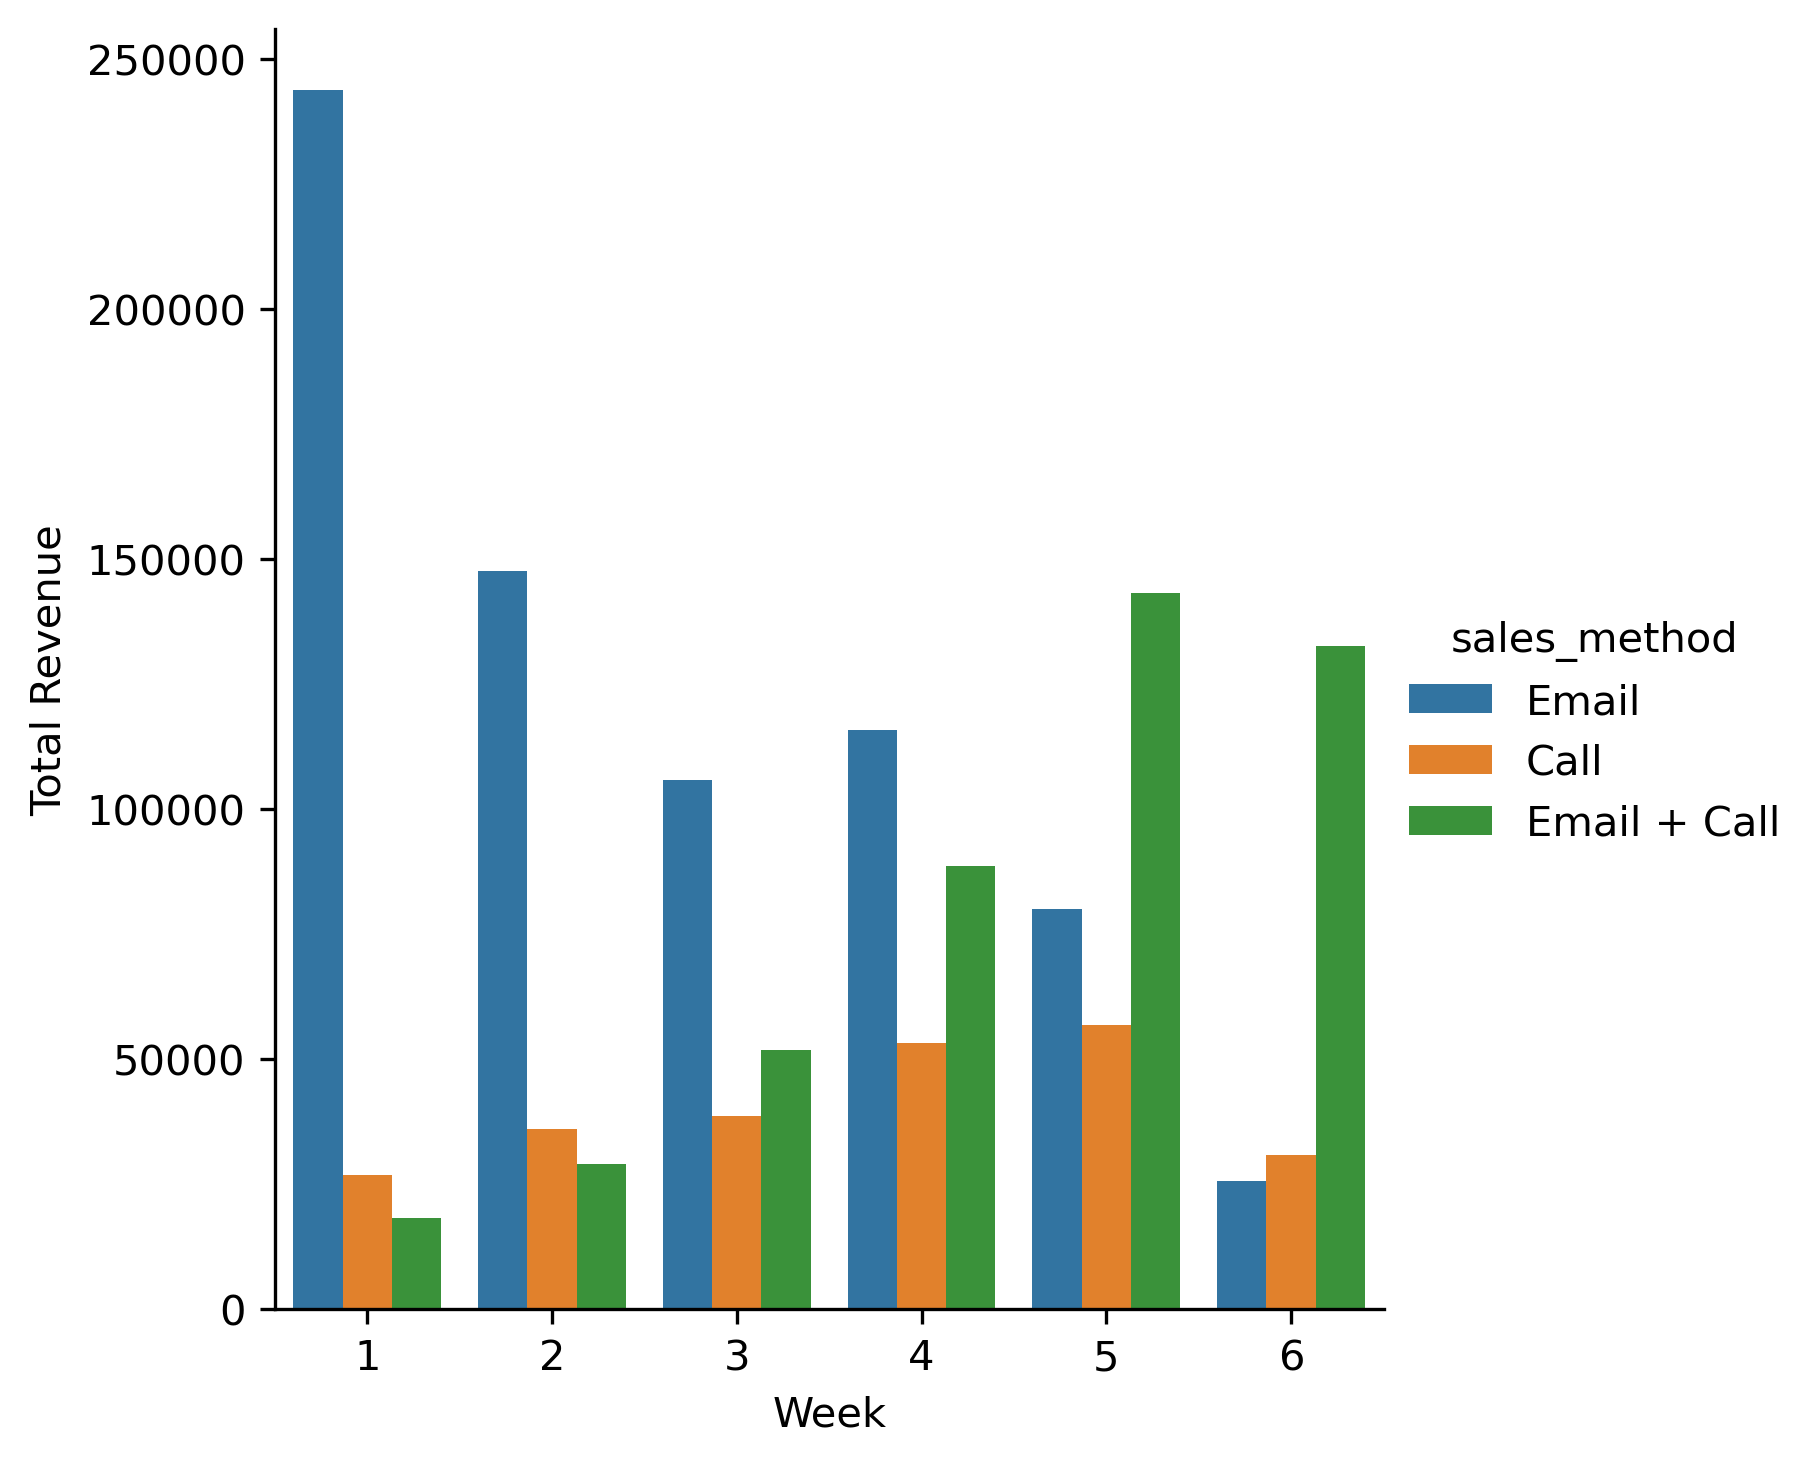 250000
200000
150000
100000
50000
0
Total Revenue
1 2 3 4 5 6
Week
sales_method
Email
Call
Email + Call